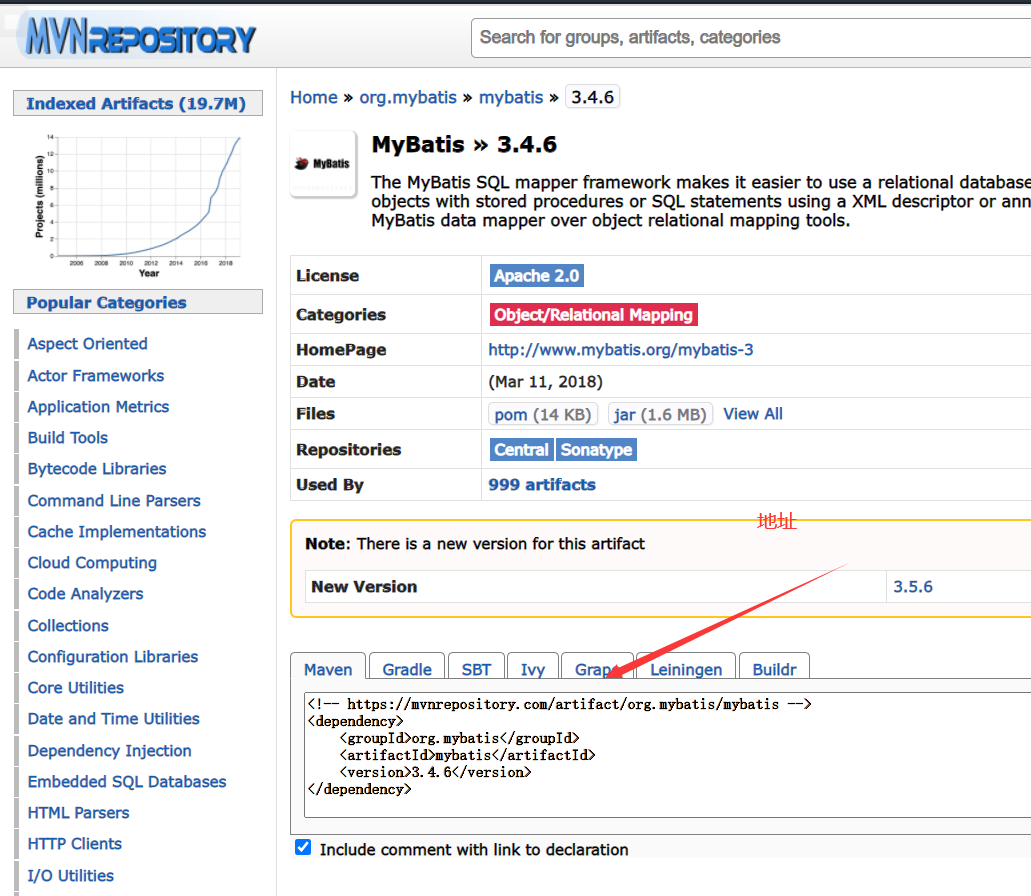 MVNREPOSITORY
Search for groups, artifacts, categories
Indexed Artifacts (19.7M)
Projects (millions)
14
12
10
8
6
4
2
0
2006 2008 2010 2012 2014 2016 2018
Year
Popular Categories
Aspect Oriented
Actor Frameworks
Application Metrics
Build Tools
Bytecode Libraries
Command Line Parsers
Cache Implementations
Cloud Computing
Code Analyzers
Collections
Configuration Libraries
Core Utilities
Date and Time Utilities
Dependency Injection
Embedded SQL Databases
HTML Parsers
HTTP Clients
I/O Utilities
Home » org.mybatis » mybatis » 3.4.6
MyBatis
MyBatis » 3.4.6
The MyBatis SQL mapper framework makes it easier to use a relational database
objects with stored procedures or SQL statements using a XML descriptor or ann
MyBatis data mapper over object relational mapping tools.
License Apache 2.0
Categories Object/Relational Mapping
HomePage http://www.mybatis.org/mybatis-3
Date (Mar 11, 2018)
Files pom (14 KB) jar (1.6 MB) View All
Repositories Central Sonatype
Used By 999 artifacts
地址
Note: There is a new version for this artifact
New Version 3.5.6
Maven Gradle SBT Ivy Grape Leiningen Buildr
<!-- https://mvnrepository.com/artifact/org.mybatis/mybatis -->
<dependency>
    <groupId>org.mybatis</groupId>
    <artifactId>mybatis</artifactId>
    <version>3.4.6</version>
</dependency>
Include comment with link to declaration